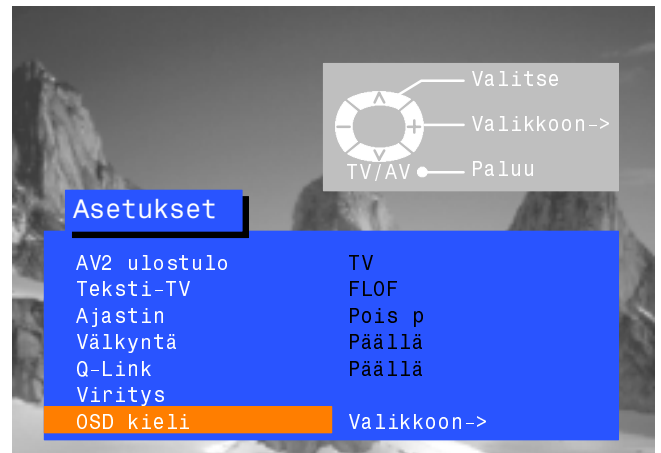 Valitse
Valikkoon->
TV/AV Paluu
Asetukset
AV2 ulostulo TV
Teksti-TV FLOF
Ajastin Pois p
Välkyntä Päällä
Q-Link Päällä
Viritys
OSD kieli Valikkoon->